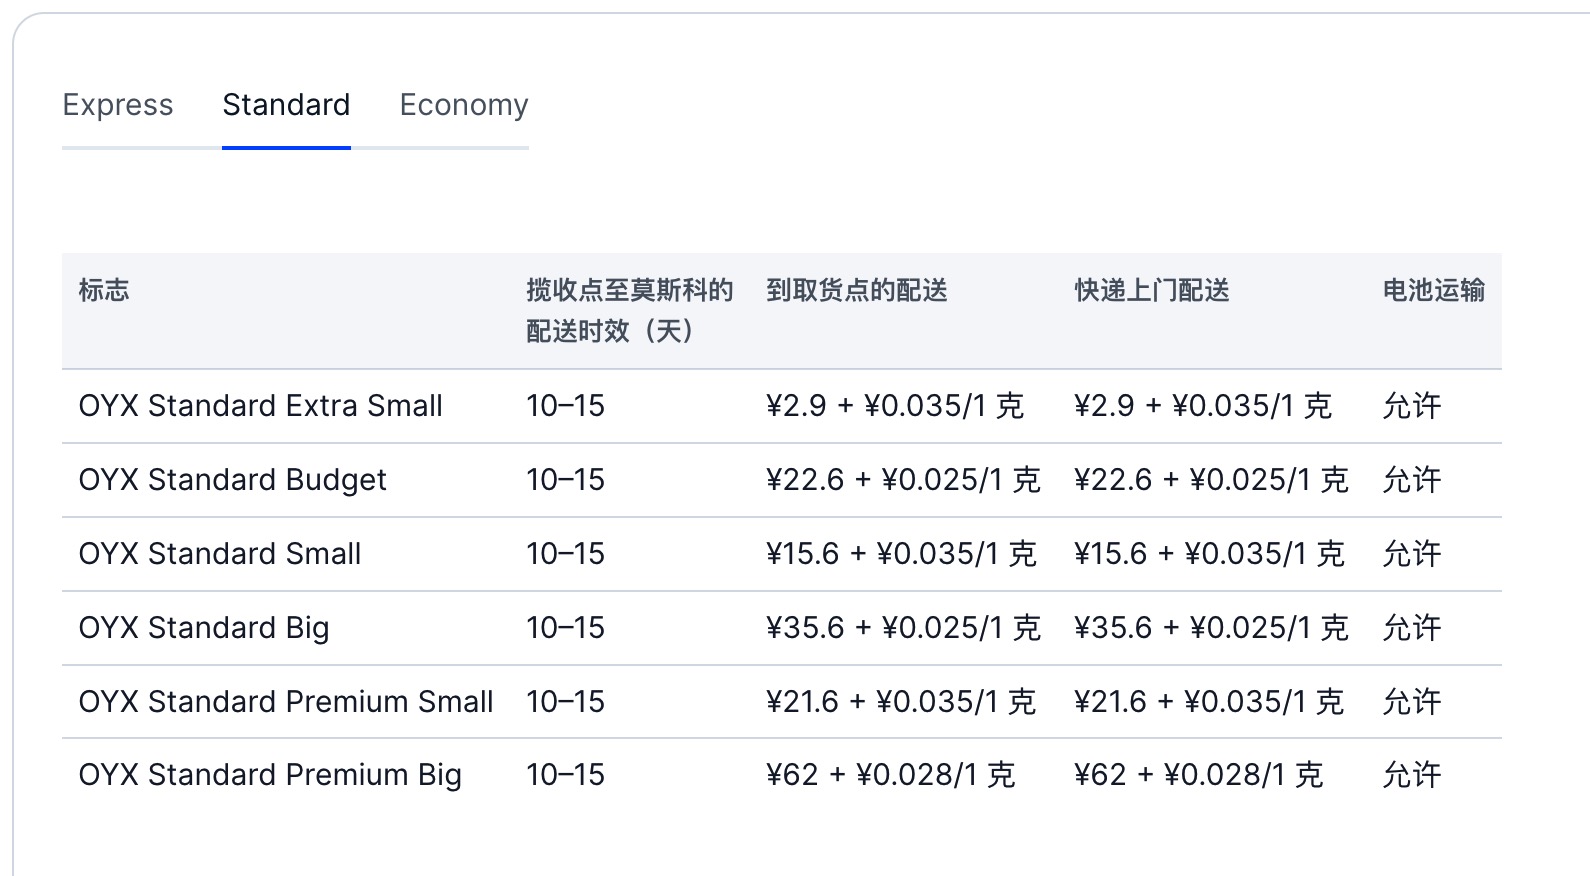 Express Standard Economy
标志 揽收点至莫斯科的配送时效（天） 到取货点的配送 快递上门配送 电池运输
OYX Standard Extra Small 10–15 ¥2.9 + ¥0.035/1 克 ¥2.9 + ¥0.035/1 克 允许
OYX Standard Budget 10–15 ¥22.6 + ¥0.025/1 克 ¥22.6 + ¥0.025/1 克 允许
OYX Standard Small 10–15 ¥15.6 + ¥0.035/1 克 ¥15.6 + ¥0.035/1 克 允许
OYX Standard Big 10–15 ¥35.6 + ¥0.025/1 克 ¥35.6 + ¥0.025/1 克 允许
OYX Standard Premium Small 10–15 ¥21.6 + ¥0.035/1 克 ¥21.6 + ¥0.035/1 克 允许
OYX Standard Premium Big 10–15 ¥62 + ¥0.028/1 克 ¥62 + ¥0.028/1 克 允许